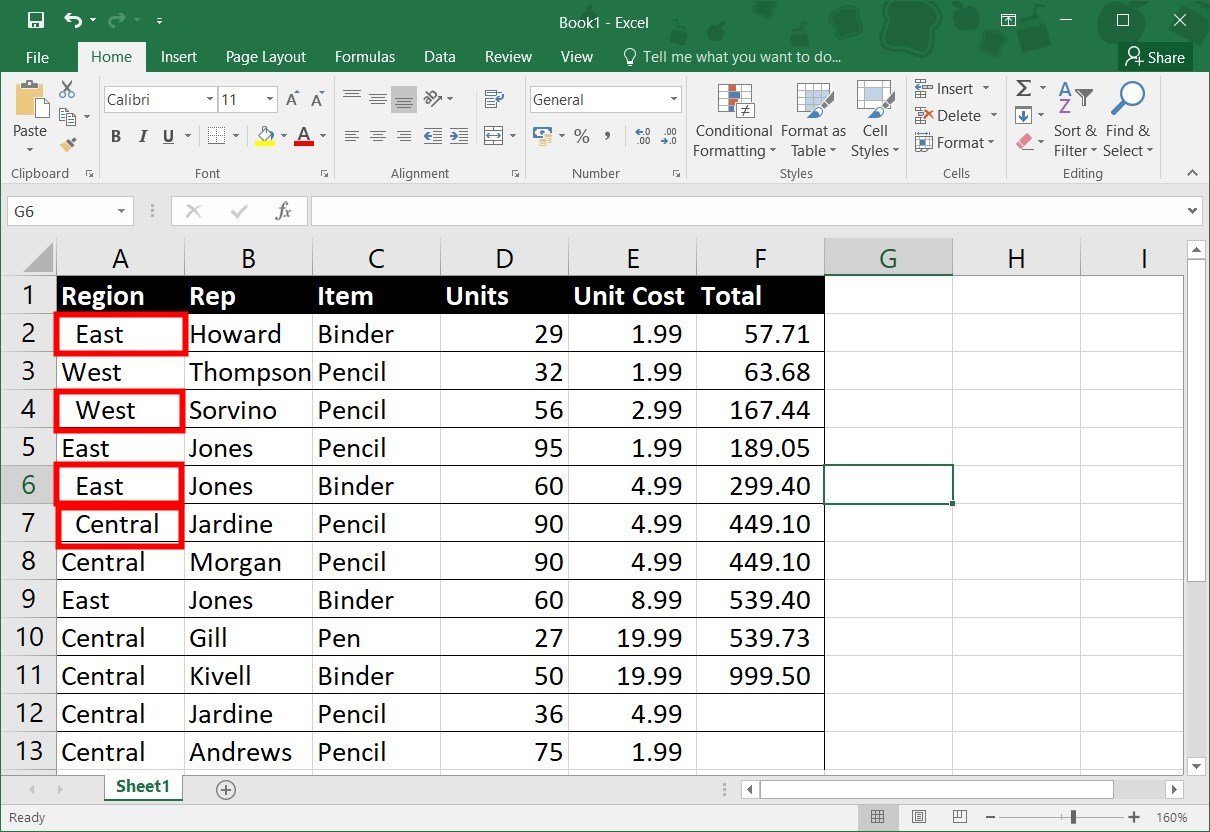 Book1 - Excel
File Home Insert Page Layout Formulas Data Review View Tell me what you want to do... Share
Calibri 11 General Insert
Paste B I U % , Conditional Format as Cell Delete Sort & Find &
Formatting Table Styles Format Filter Select
Clipboard Font Alignment Number Styles Cells Editing
G6 fx
A B C D E F G H I
1 Region Rep Item Units Unit Cost Total
2 East Howard Binder 29 1.99 57.71
3 West Thompson Pencil 32 1.99 63.68
4 West Sorvino Pencil 56 2.99 167.44
5 East Jones Pencil 95 1.99 189.05
6 East Jones Binder 60 4.99 299.40
7 Central Jardine Pencil 90 4.99 449.10
8 Central Morgan Pencil 90 4.99 449.10
9 East Jones Binder 60 8.99 539.40
10 Central Gill Pen 27 19.99 539.73
11 Central Kivell Binder 50 19.99 999.50
12 Central Jardine Pencil 36 4.99
13 Central Andrews Pencil 75 1.99
Sheet1
Ready 160%